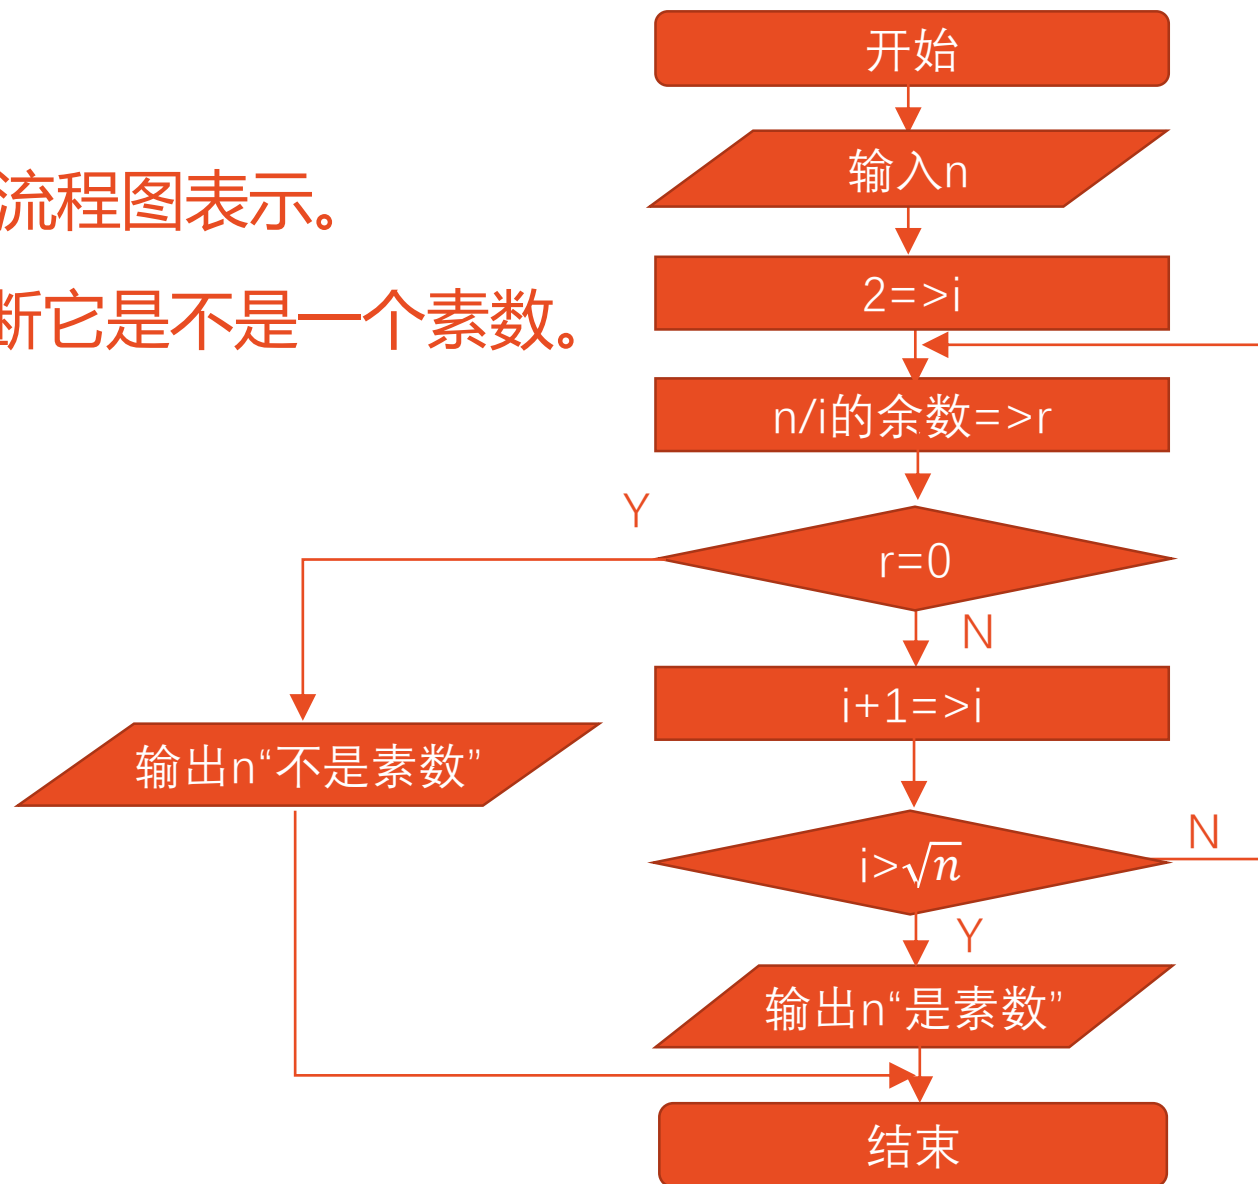 流程图表示。
断它是不是一个素数。
开始
输入n
2=>i
n/i的余数=>r
Y
r=0
N
i+1=>i
输出n“不是素数”
N
i>√n
Y
输出n“是素数”
结束